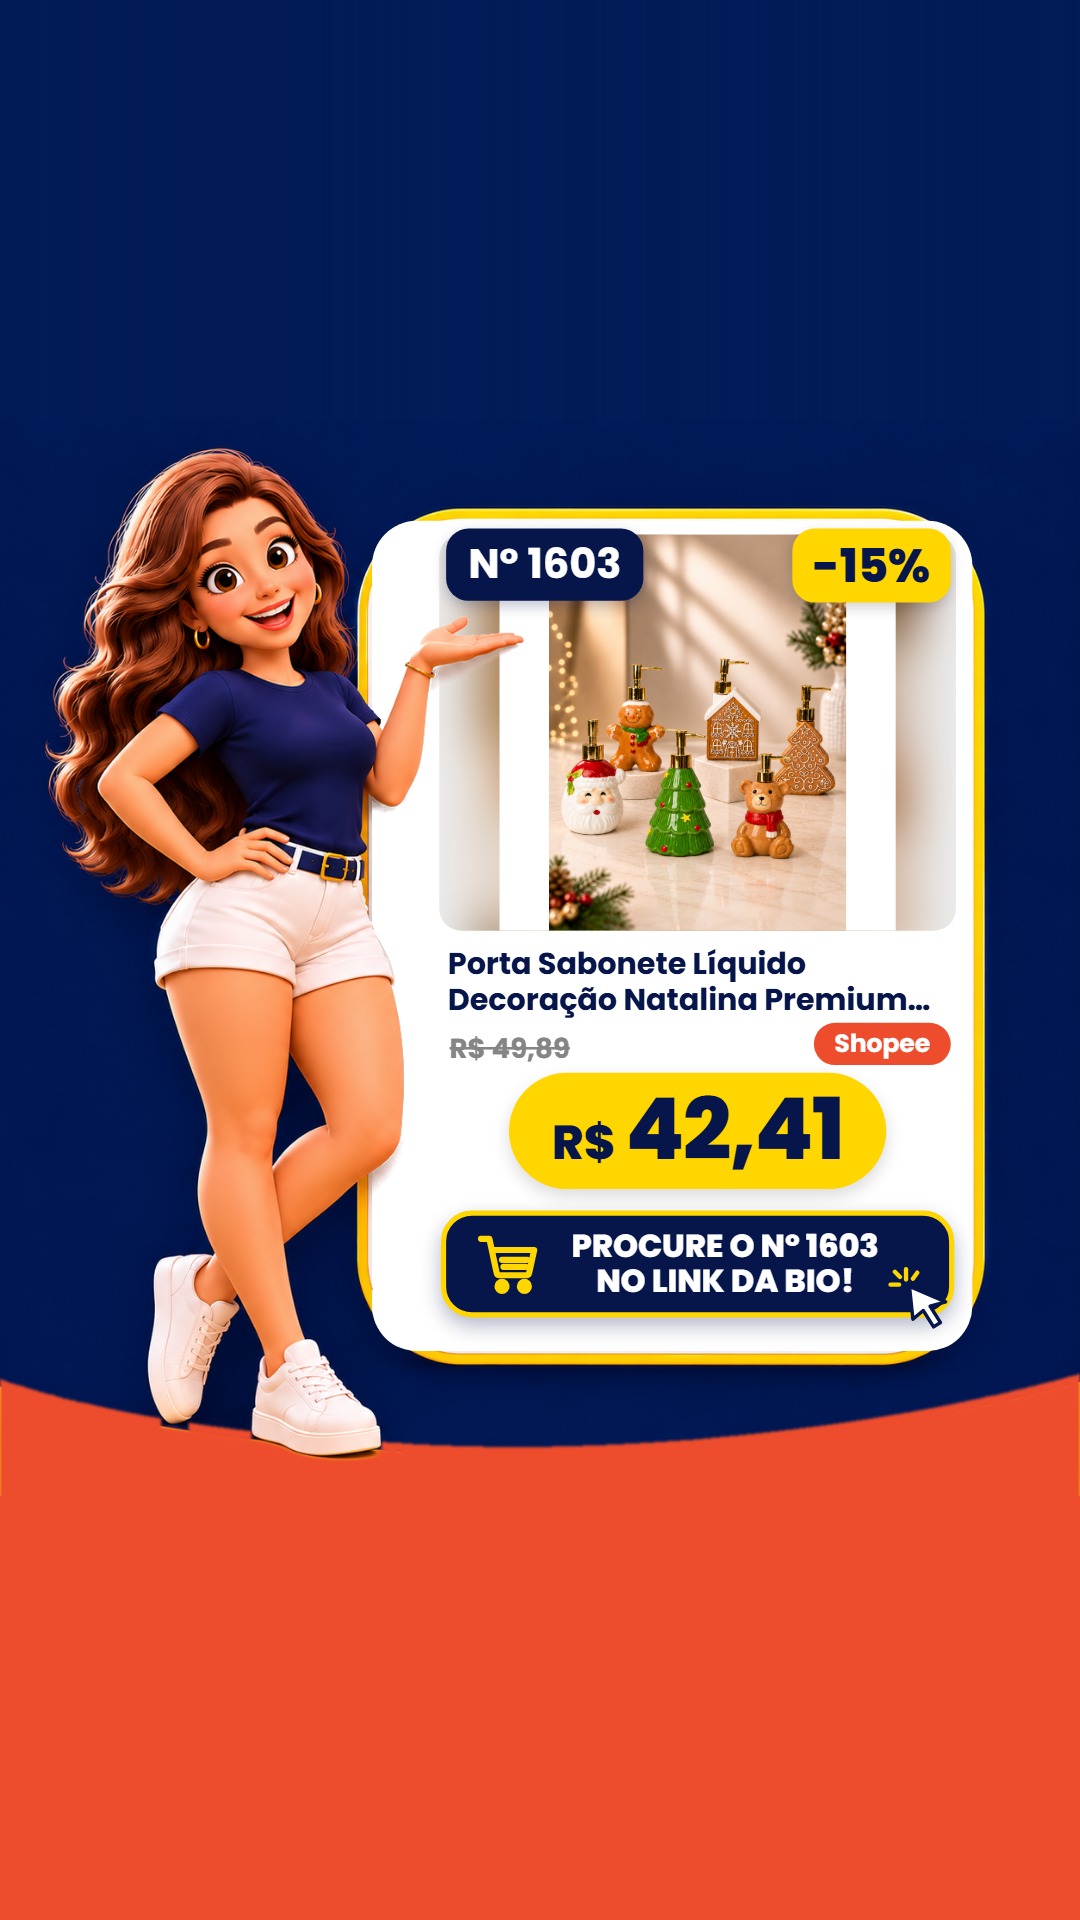 Nº 1603
-15%
Porta Sabonete Líquido
Decoração Natalina Premium...
R$ 49,89
Shopee
R$ 42,41
PROCURE O Nº 1603
NO LINK DA BIO!